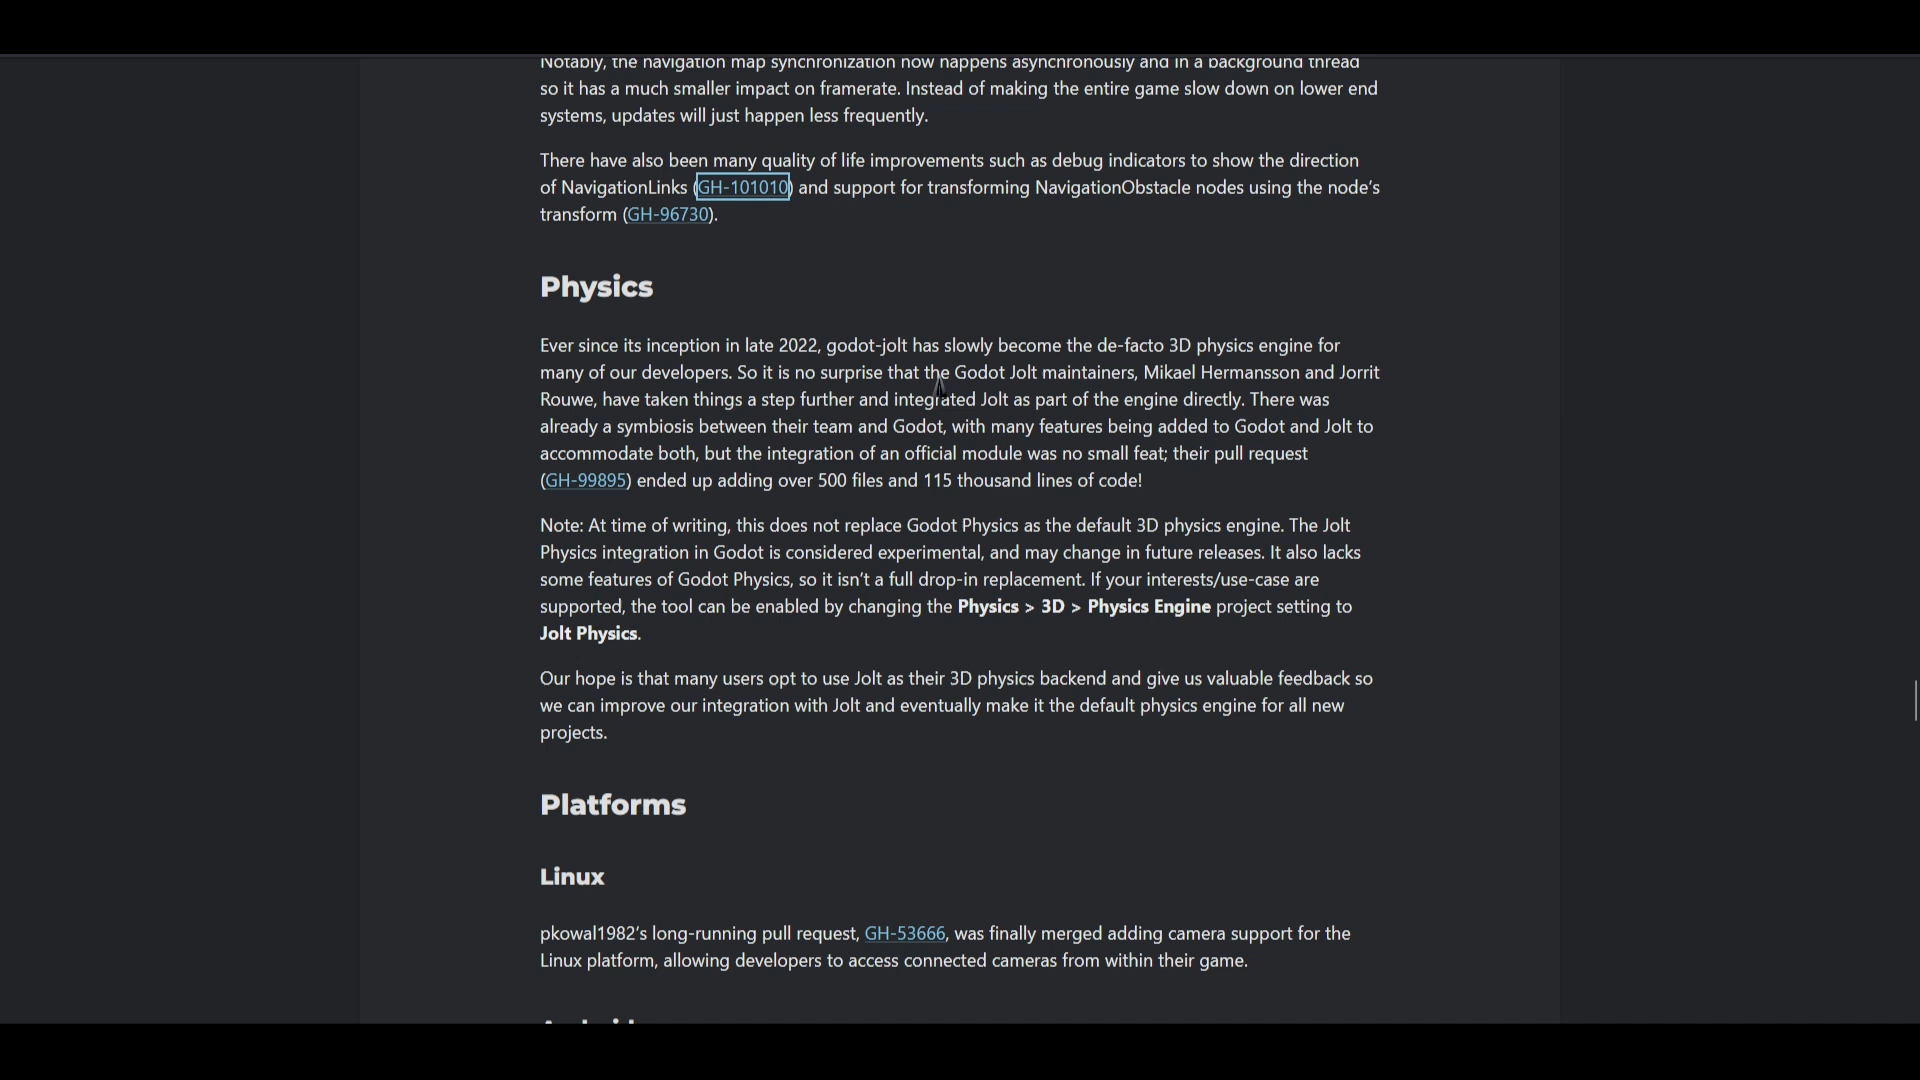 Notably, the navigation map synchronization now happens asynchronously and in a background thread
so it has a much smaller impact on framerate. Instead of making the entire game slow down on lower end
systems, updates will just happen less frequently.
There have also been many quality of life improvements such as debug indicators to show the direction
of NavigationLinks (GH-101010) and support for transforming NavigationObstacle nodes using the node’s
transform (GH-96730).
Physics
Ever since its inception in late 2022, godot-jolt has slowly become the de-facto 3D physics engine for
many of our developers. So it is no surprise that the Godot Jolt maintainers, Mikael Hermansson and Jorrit
Rouwe, have taken things a step further and integrated Jolt as part of the engine directly. There was
already a symbiosis between their team and Godot, with many features being added to Godot and Jolt to
accommodate both, but the integration of an official module was no small feat; their pull request
(GH-99895) ended up adding over 500 files and 115 thousand lines of code!
Note: At time of writing, this does not replace Godot Physics as the default 3D physics engine. The Jolt
Physics integration in Godot is considered experimental, and may change in future releases. It also lacks
some features of Godot Physics, so it isn’t a full drop-in replacement. If your interests/use-case are
supported, the tool can be enabled by changing the Physics > 3D > Physics Engine project setting to
Jolt Physics.
Our hope is that many users opt to use Jolt as their 3D physics backend and give us valuable feedback so
we can improve our integration with Jolt and eventually make it the default physics engine for all new
projects.
Platforms
Linux
pkowal1982’s long-running pull request, GH-53666, was finally merged adding camera support for the
Linux platform, allowing developers to access connected cameras from within their game.